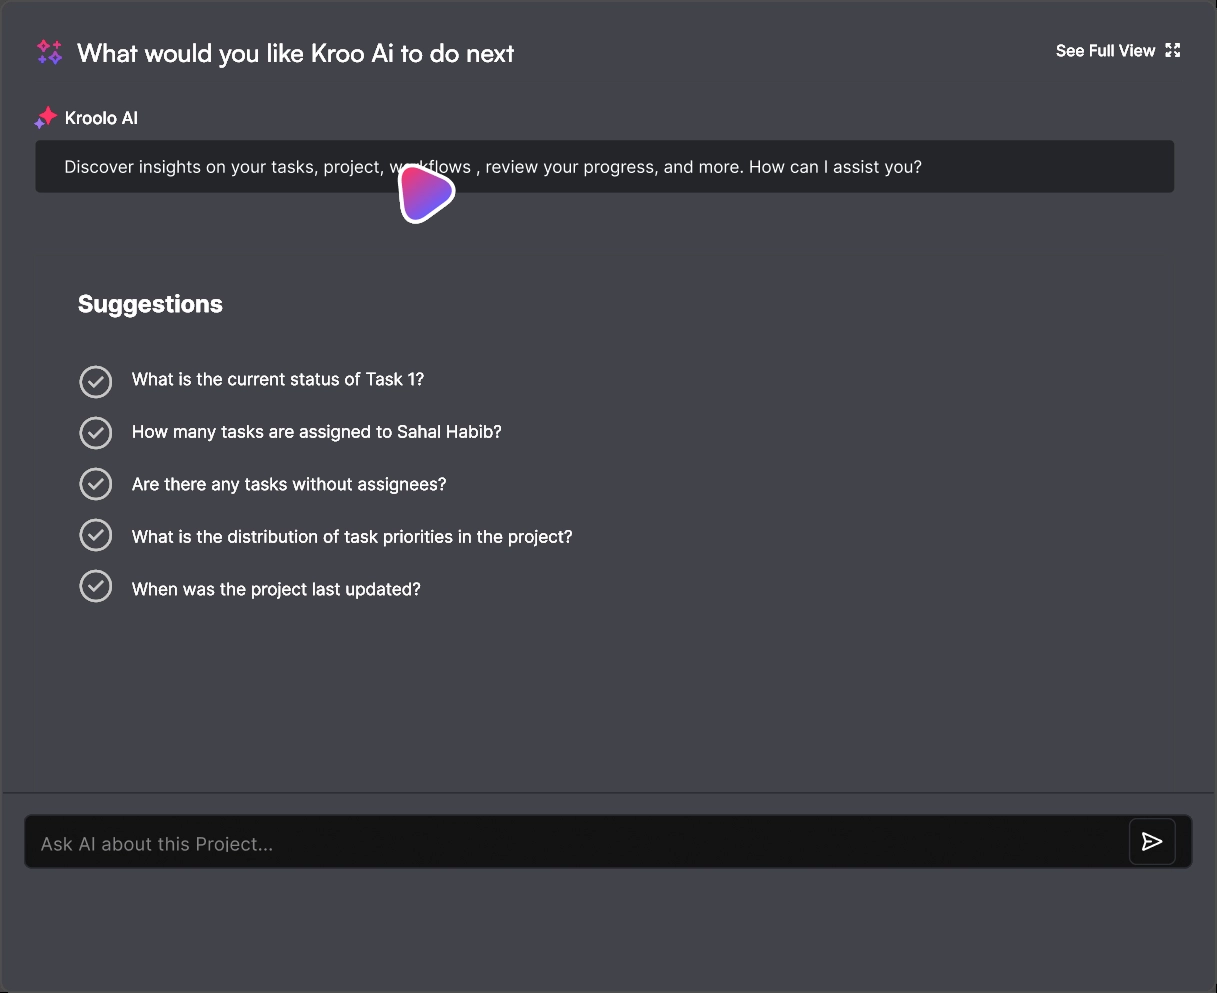 What would you like Kroo Ai to do next
See Full View
Kroolo AI
Discover insights on your tasks, project, workflows , review your progress, and more. How can I assist you?
Suggestions
What is the current status of Task 1?
How many tasks are assigned to Sahal Habib?
Are there any tasks without assignees?
What is the distribution of task priorities in the project?
When was the project last updated?
Ask AI about this Project...